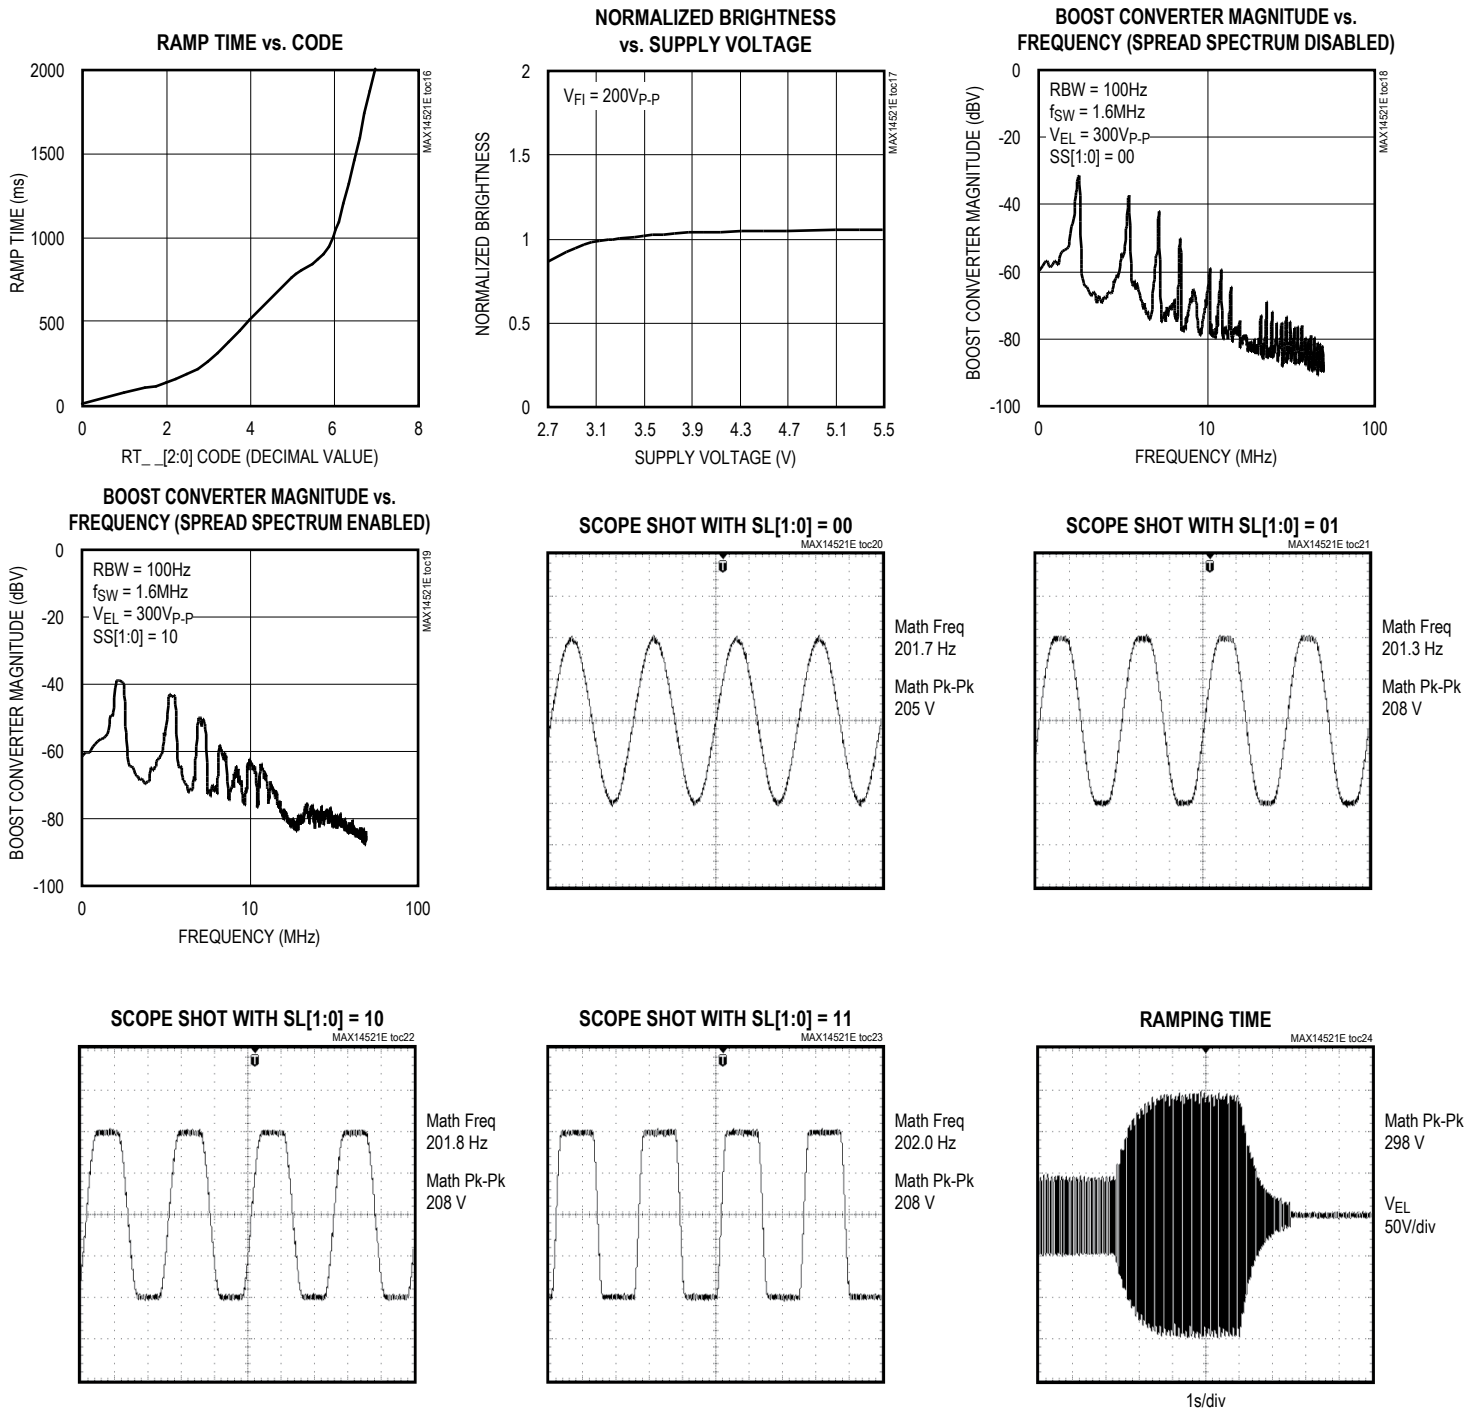 RAMP TIME vs. CODE
MAX14521E toc16
RAMP TIME (ms)
2000
1500
1000
500
0
0 2 4 6 8
RT_ _[2:0] CODE (DECIMAL VALUE)
NORMALIZED BRIGHTNESS
vs. SUPPLY VOLTAGE
MAX14521E toc17
VFI = 200VP-P
NORMALIZED BRIGHTNESS
2
1.5
1
0.5
0
2.7 3.1 3.5 3.9 4.3 4.7 5.1 5.5
SUPPLY VOLTAGE (V)
BOOST CONVERTER MAGNITUDE vs.
FREQUENCY (SPREAD SPECTRUM DISABLED)
MAX14521E toc18
RBW = 100Hz
fSW = 1.6MHz
VEL = 300VP-P
SS[1:0] = 00
BOOST CONVERTER MAGNITUDE (dBV)
0
-20
-40
-60
-80
-100
0 10 100
FREQUENCY (MHz)
BOOST CONVERTER MAGNITUDE vs.
FREQUENCY (SPREAD SPECTRUM ENABLED)
MAX14521E toc19
RBW = 100Hz
fSW = 1.6MHz
VEL = 300VP-P
SS[1:0] = 10
BOOST CONVERTER MAGNITUDE (dBV)
0
-20
-40
-60
-80
-100
0 10 100
FREQUENCY (MHz)
SCOPE SHOT WITH SL[1:0] = 00
MAX14521E toc20
T
Math Freq
201.7 Hz
Math Pk-Pk
205 V
SCOPE SHOT WITH SL[1:0] = 01
MAX14521E toc21
T
Math Freq
201.3 Hz
Math Pk-Pk
208 V
SCOPE SHOT WITH SL[1:0] = 10
MAX14521E toc22
T
Math Freq
201.8 Hz
Math Pk-Pk
208 V
SCOPE SHOT WITH SL[1:0] = 11
MAX14521E toc23
T
Math Freq
202.0 Hz
Math Pk-Pk
208 V
RAMPING TIME
MAX14521E toc24
Math Pk-Pk
298 V
VEL
50V/div
1s/div